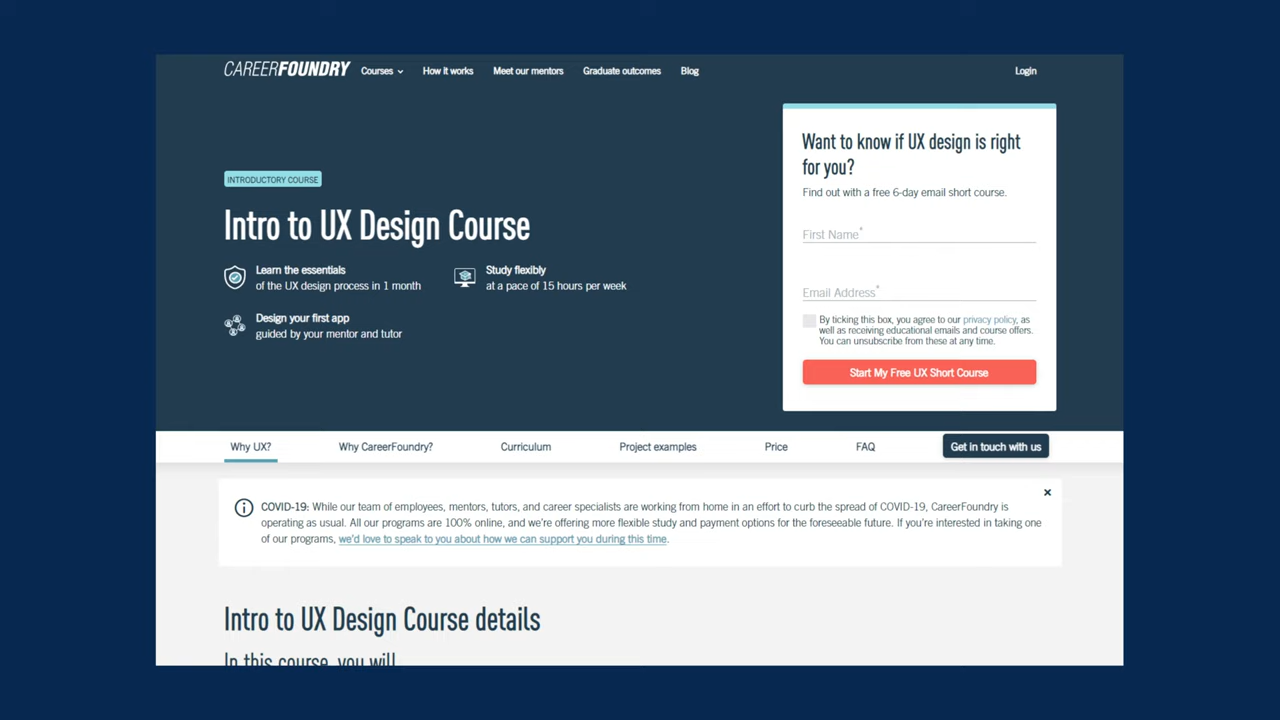 CAREERFOUNDRY
Courses
How it works
Meet our mentors
Graduate outcomes
Blog
Login
INTRODUCTORY COURSE
Intro to UX Design Course
Learn the essentials
of the UX design process in 1 month
Study flexibly
at a pace of 15 hours per week
Design your first app
guided by your mentor and tutor
Want to know if UX design is right
for you?
Find out with a free 6-day email short course.
First Name*
Email Address*
By ticking this box, you agree to our privacy policy, as
well as receiving educational emails and course offers.
You can unsubscribe from these at any time.
Start My Free UX Short Course
Why UX?
Why CareerFoundry?
Curriculum
Project examples
Price
FAQ
Get in touch with us
COVID-19: While our team of employees, mentors, tutors, and career specialists are working from home in an effort to curb the spread of COVID-19, CareerFoundry is
operating as usual. All our programs are 100% online, and we're offering more flexible study and payment options for the foreseeable future. If you're interested in taking one
of our programs, we'd love to speak to you about how we can support you during this time.
Intro to UX Design Course details
In this course, you will